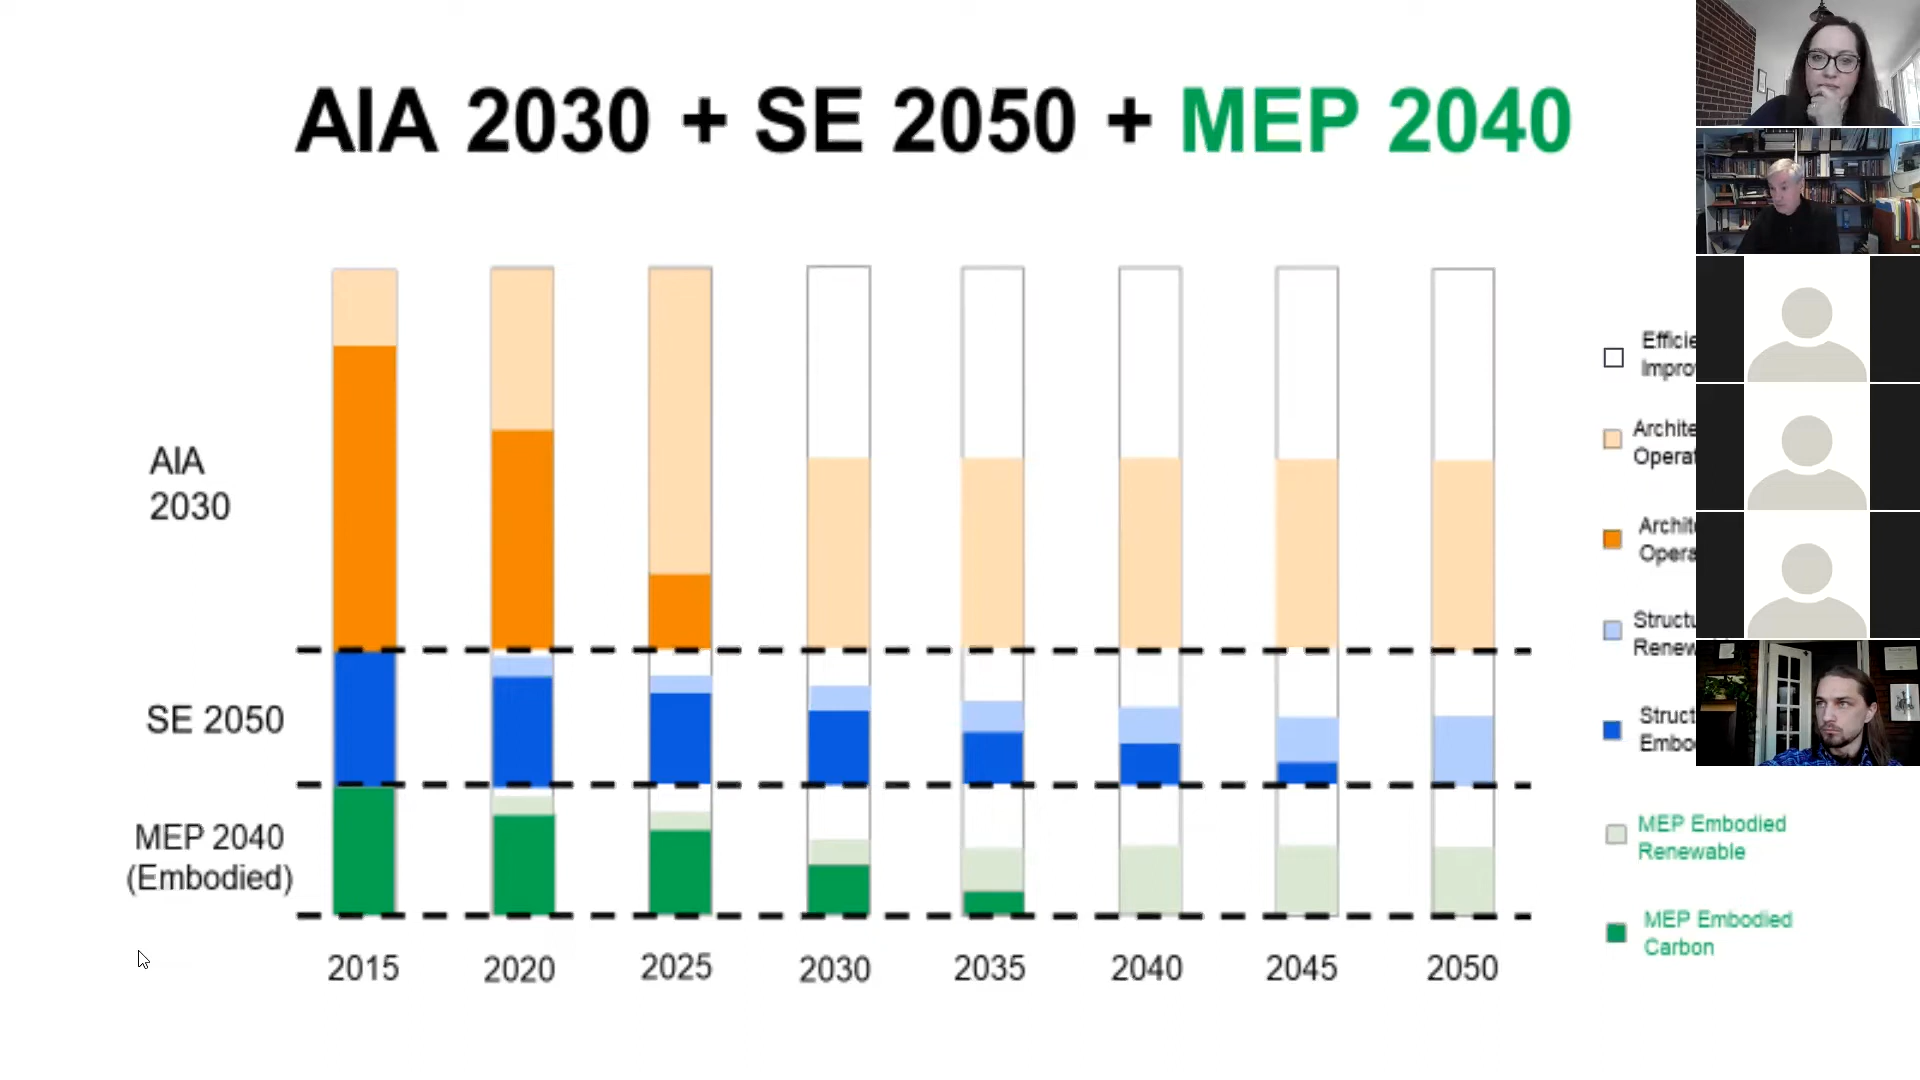 AIA 2030 + SE 2050 + MEP 2040
AIA
2030
SE 2050
MEP 2040
(Embodied)
2015 2020 2025 2030 2035 2040 2045 2050
MEP Embodied
Renewable
MEP Embodied
Carbon